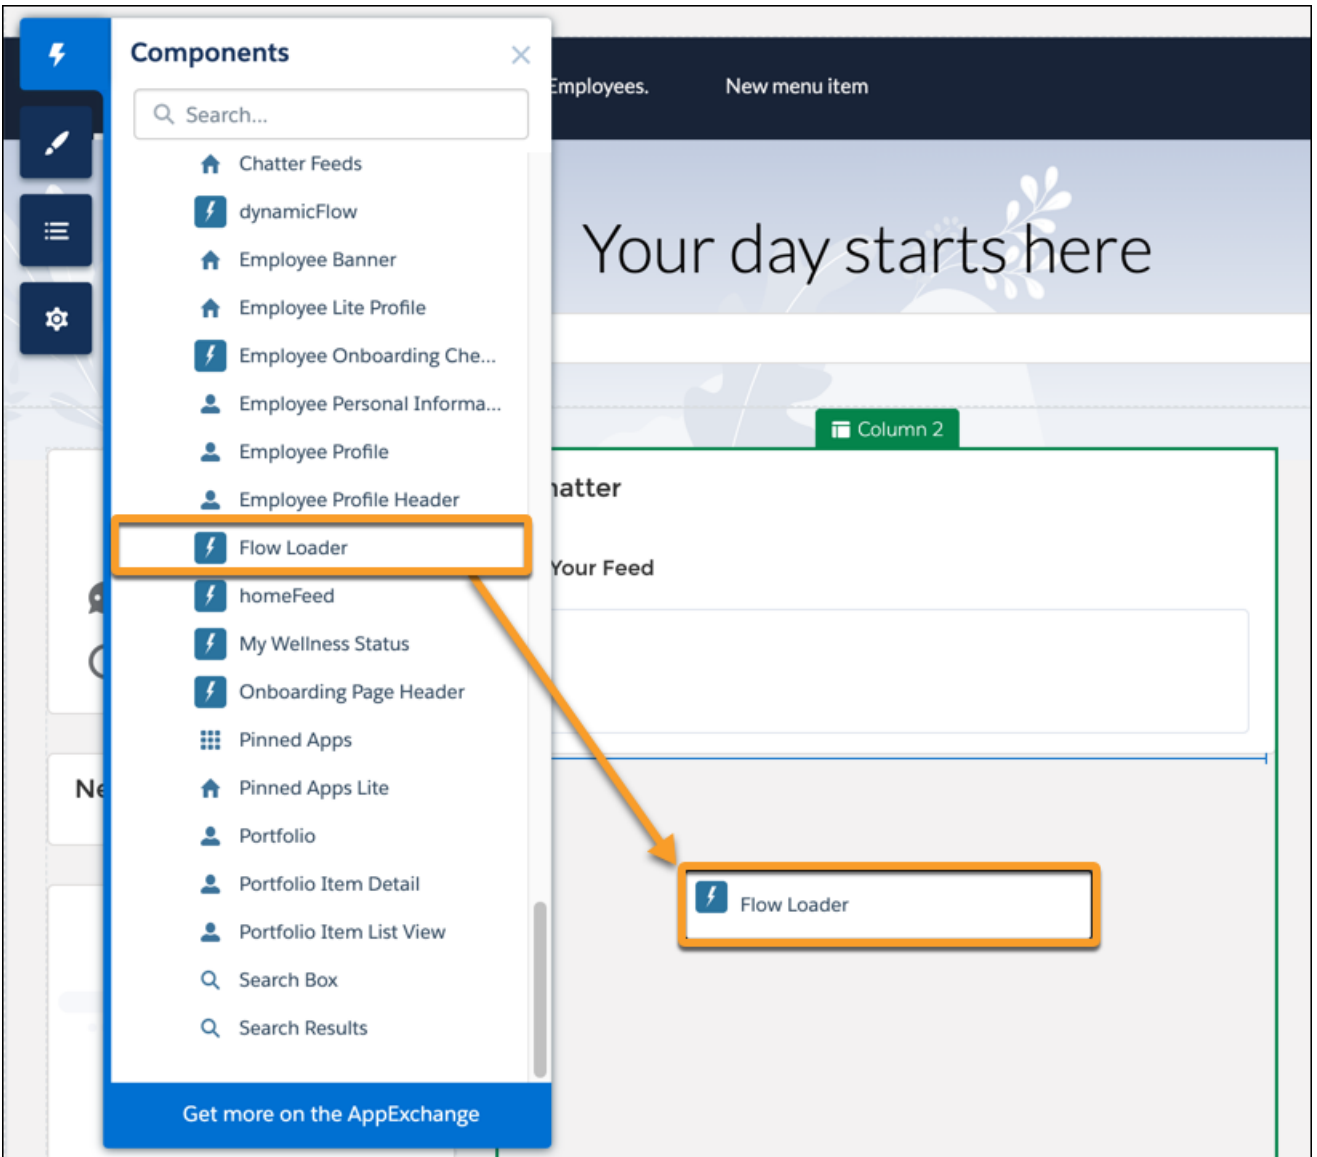 Components
Search...
Chatter Feeds
dynamicFlow
Employee Banner
Employee Lite Profile
Employee Onboarding Che...
Employee Personal Informa...
Employee Profile
Employee Profile Header
Flow Loader
homeFeed
My Wellness Status
Onboarding Page Header
Pinned Apps
Pinned Apps Lite
Portfolio
Portfolio Item Detail
Portfolio Item List View
Search Box
Search Results
Get more on the AppExchange
Employees.
New menu item
Your day starts here
Column 2
hatter
Your Feed
Flow Loader
Ne